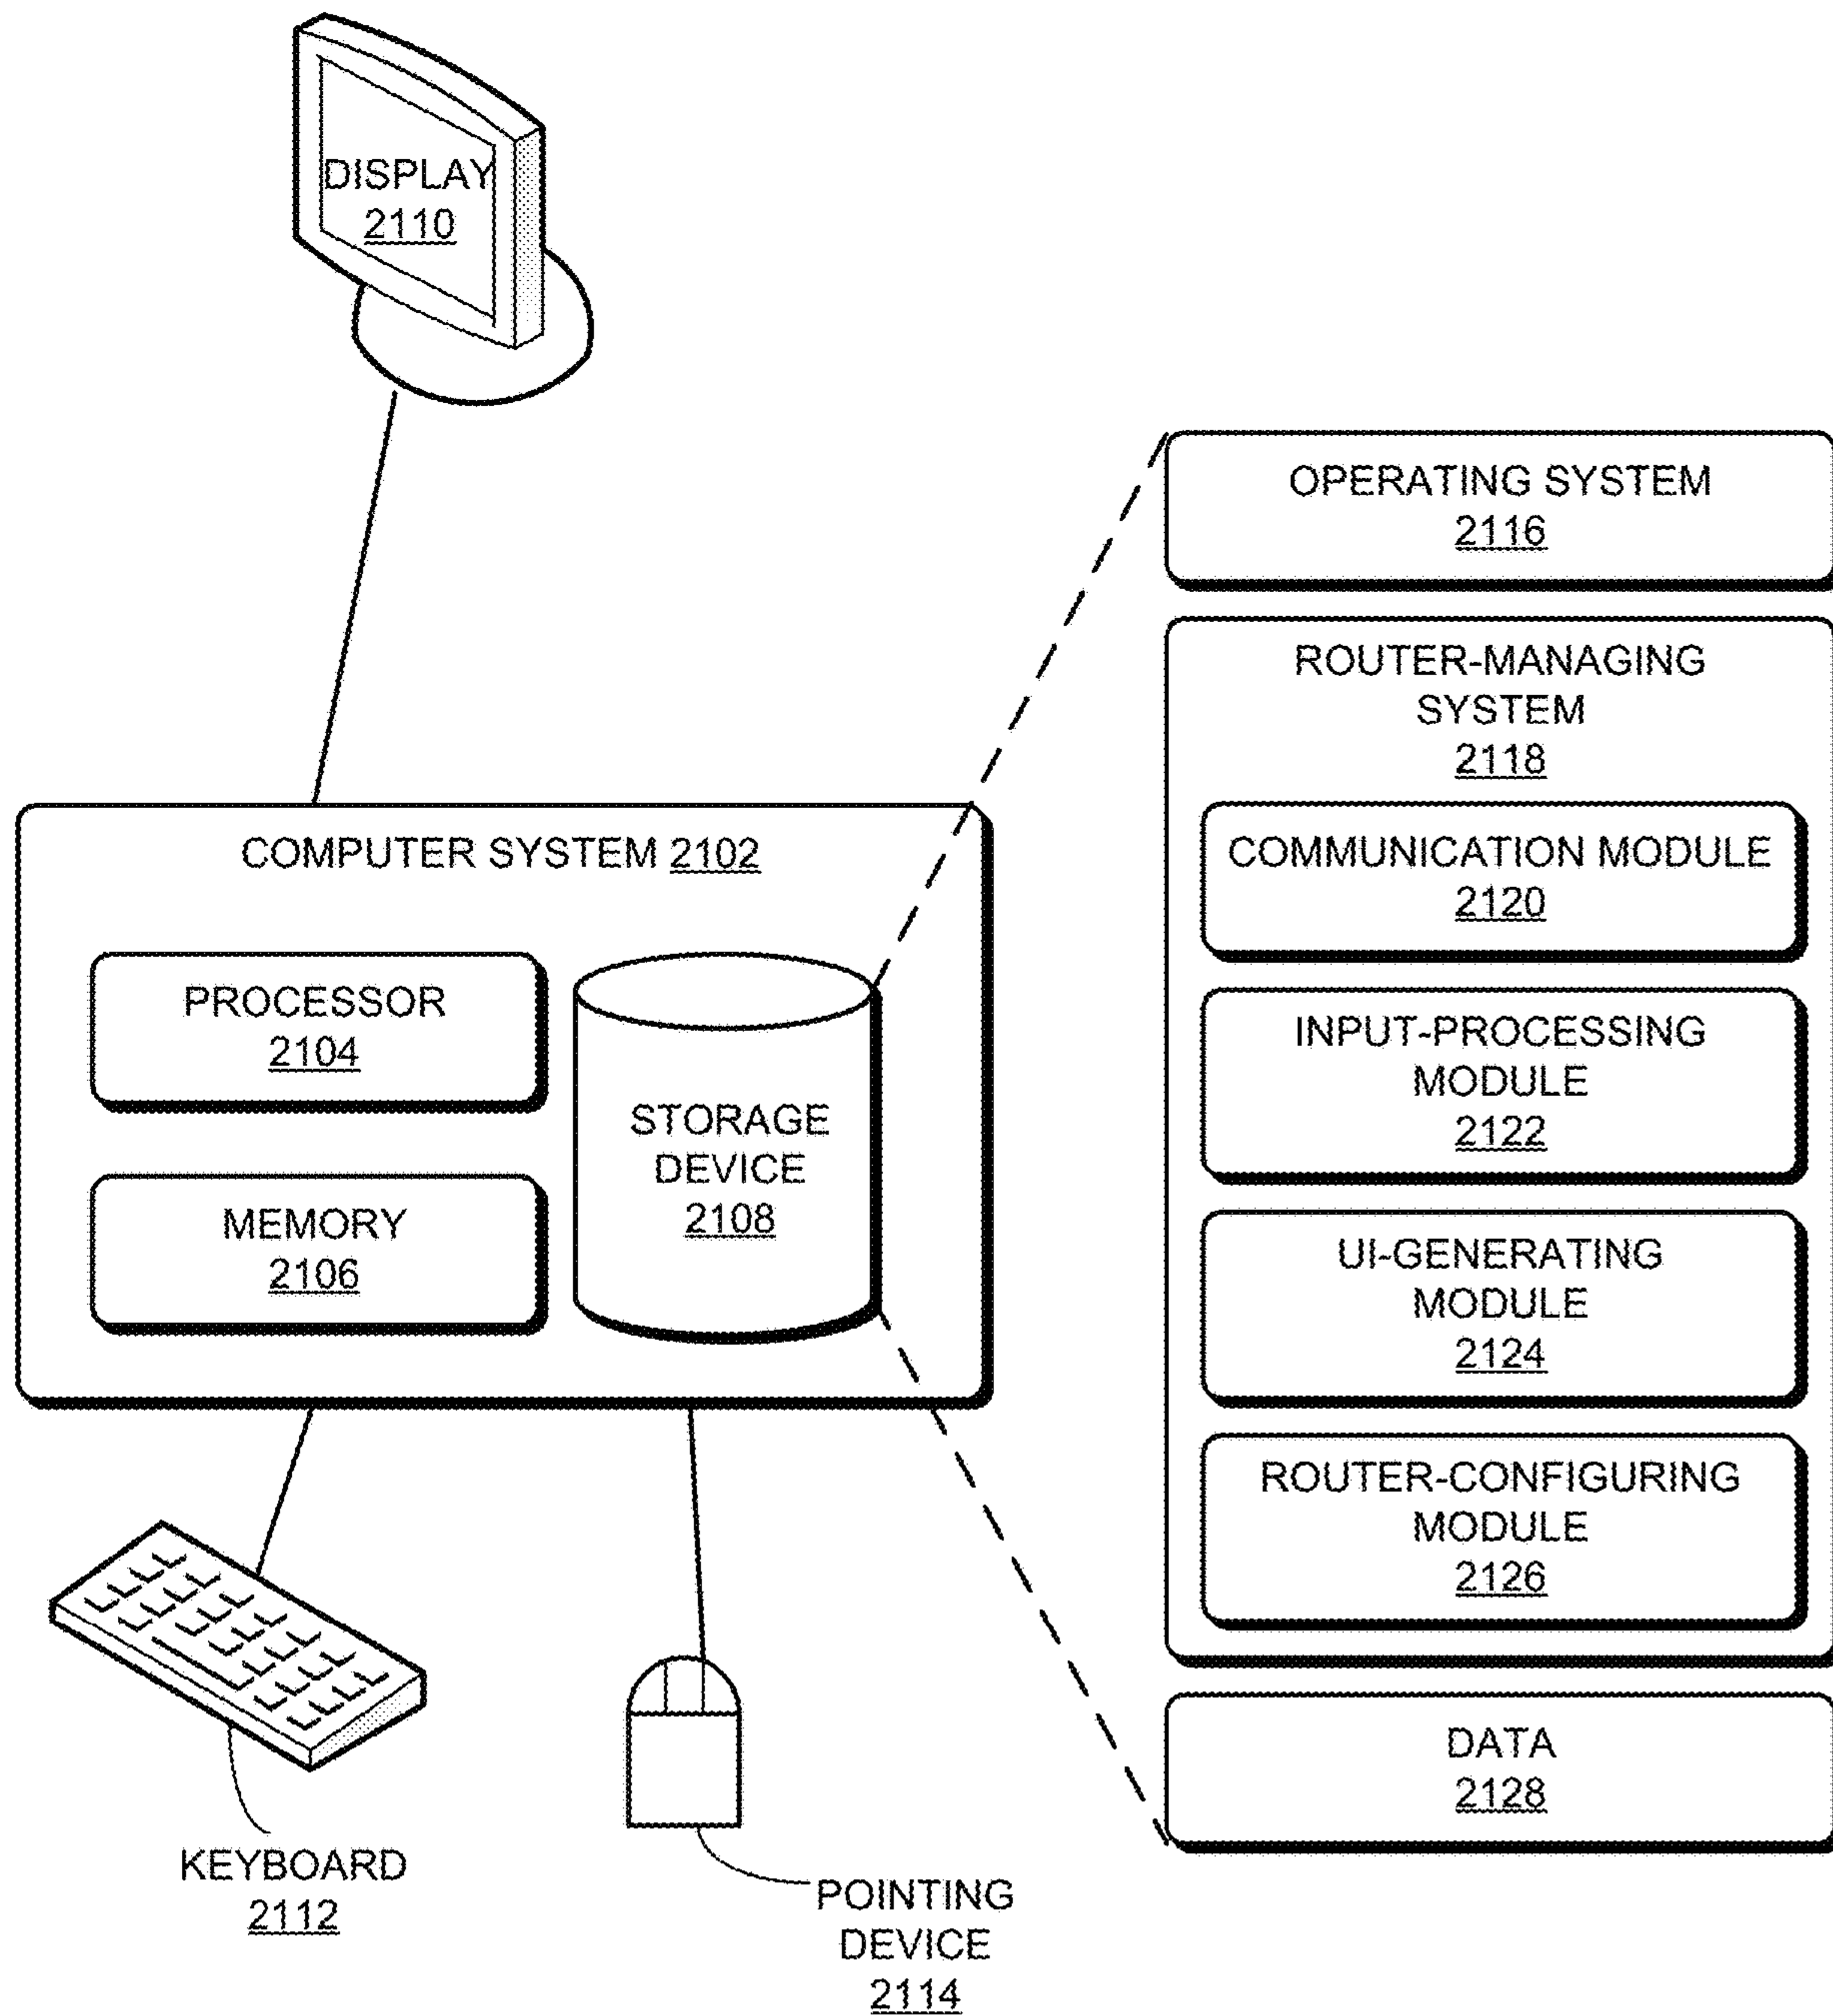 DISPLAY
2110
COMPUTER SYSTEM 2102
PROCESSOR
2104
MEMORY
2106
STORAGE
DEVICE
2108
KEYBOARD
2112
POINTING
DEVICE
2114
OPERATING SYSTEM
2116
ROUTER-MANAGING
SYSTEM
2118
COMMUNICATION MODULE
2120
INPUT-PROCESSING
MODULE
2122
UI-GENERATING
MODULE
2124
ROUTER-CONFIGURING
MODULE
2126
DATA
2128